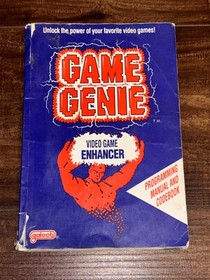 Unlock the power of your favorite video games!
GAME
GENIE
TM
VIDEO GAME
ENHANCER
PROGRAMMING
MANUAL AND
CODEBOOK
galoob